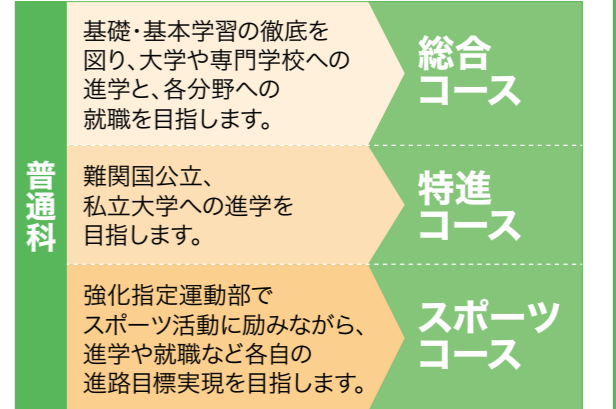 普通科
基礎・基本学習の徹底を
図り、大学や専門学校への
進学と、各分野への
就職を目指します。
総合
コース
難関国公立、
私立大学への進学を
目指します。
特進
コース
強化指定運動部で
スポーツ活動に励みながら、
進学や就職など各自の
進路目標実現を目指します。
スポーツ
コース